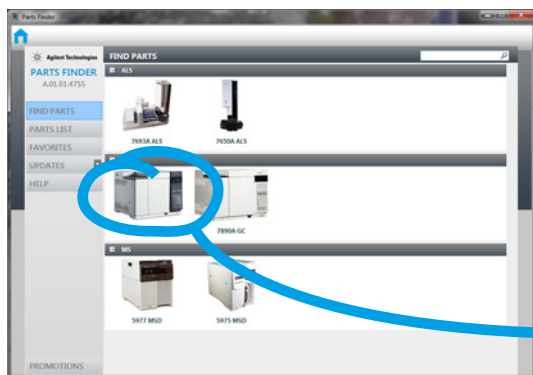 Parts Finder
Agilent Technologies
FIND PARTS
PARTS FINDER
A.01.01.4755
ALS
FIND PARTS
PARTS LIST
FAVORITES
UPDATES
HELP
7693A ALS
7650A ALS
7890A GC
MS
5977 MSD
5975 MSD
PROMOTIONS